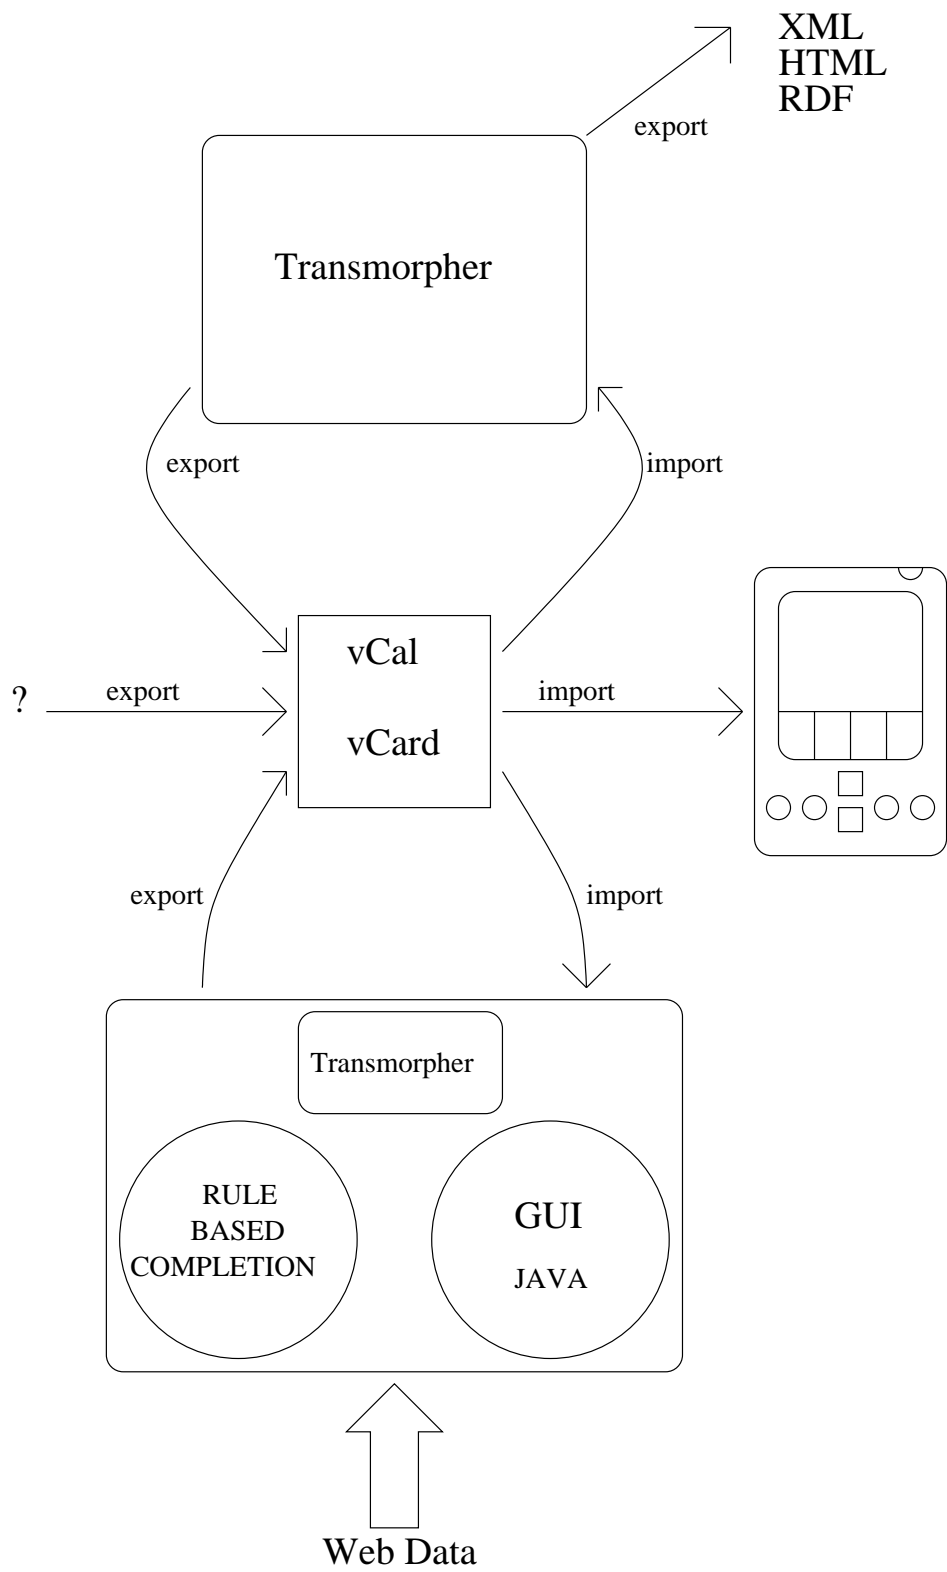 XML
HTML
RDF
export
Transmorpher
export
import
vCal
? export
import
vCard
export
import
Transmorpher
RULE
BASED
COMPLETION
GUI
JAVA
Web Data